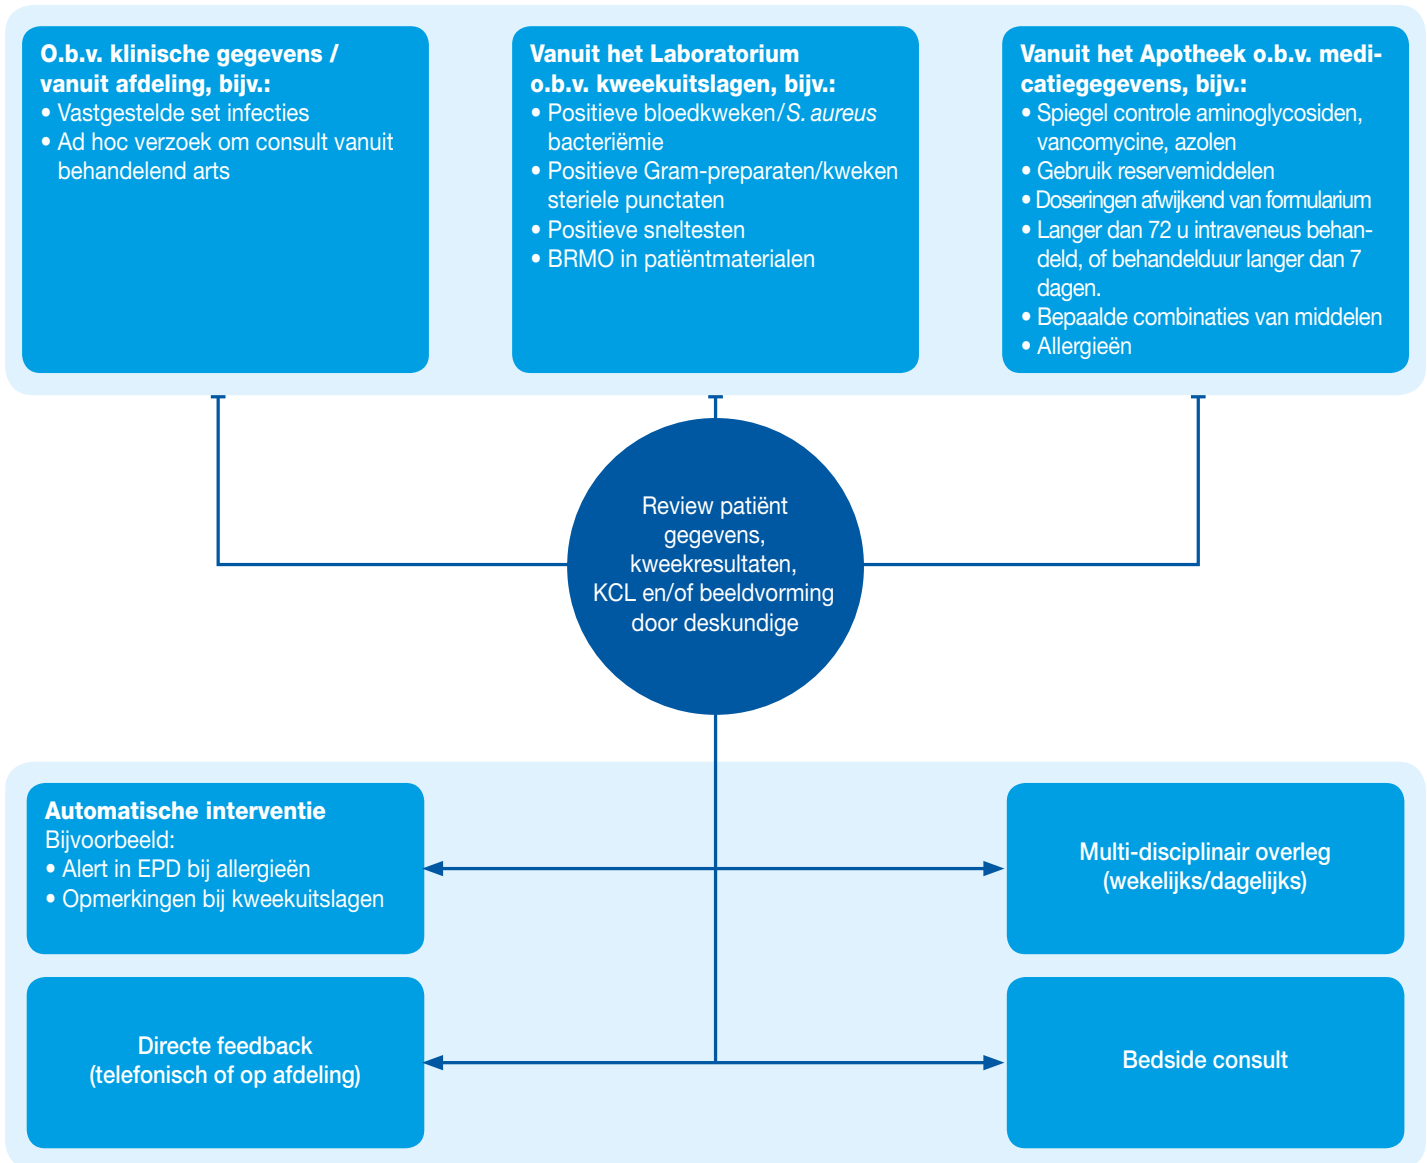 O.b.v. klinische gegevens /
vanuit afdeling, bijv.:
• Vastgestelde set infecties
• Ad hoc verzoek om consult vanuit
behandelend arts
Vanuit het Laboratorium
o.b.v. kweekuitslagen, bijv.:
• Positieve bloedkweken/S. aureus
bacteriëmie
• Positieve Gram-preparaten/kweken
steriele punctaten
• Positieve sneltesten
• BRMO in patiëntmaterialen
Vanuit het Apotheek o.b.v. medi-
catiegegevens, bijv.:
• Spiegel controle aminoglycosiden,
vancomycine, azolen
• Gebruik reservemiddelen
• Doseringen afwijkend van formularium
• Langer dan 72 u intraveneus behan-
deld, of behandelduur langer dan 7
dagen.
• Bepaalde combinaties van middelen
• Allergieën
Review patiënt
gegevens,
kweekresultaten,
KCL en/of beeldvorming
door deskundige
Automatische interventie
Bijvoorbeeld:
• Alert in EPD bij allergieën
• Opmerkingen bij kweekuitslagen
Multi-disciplinair overleg
(wekelijks/dagelijks)
Directe feedback
(telefonisch of op afdeling)
Bedside consult